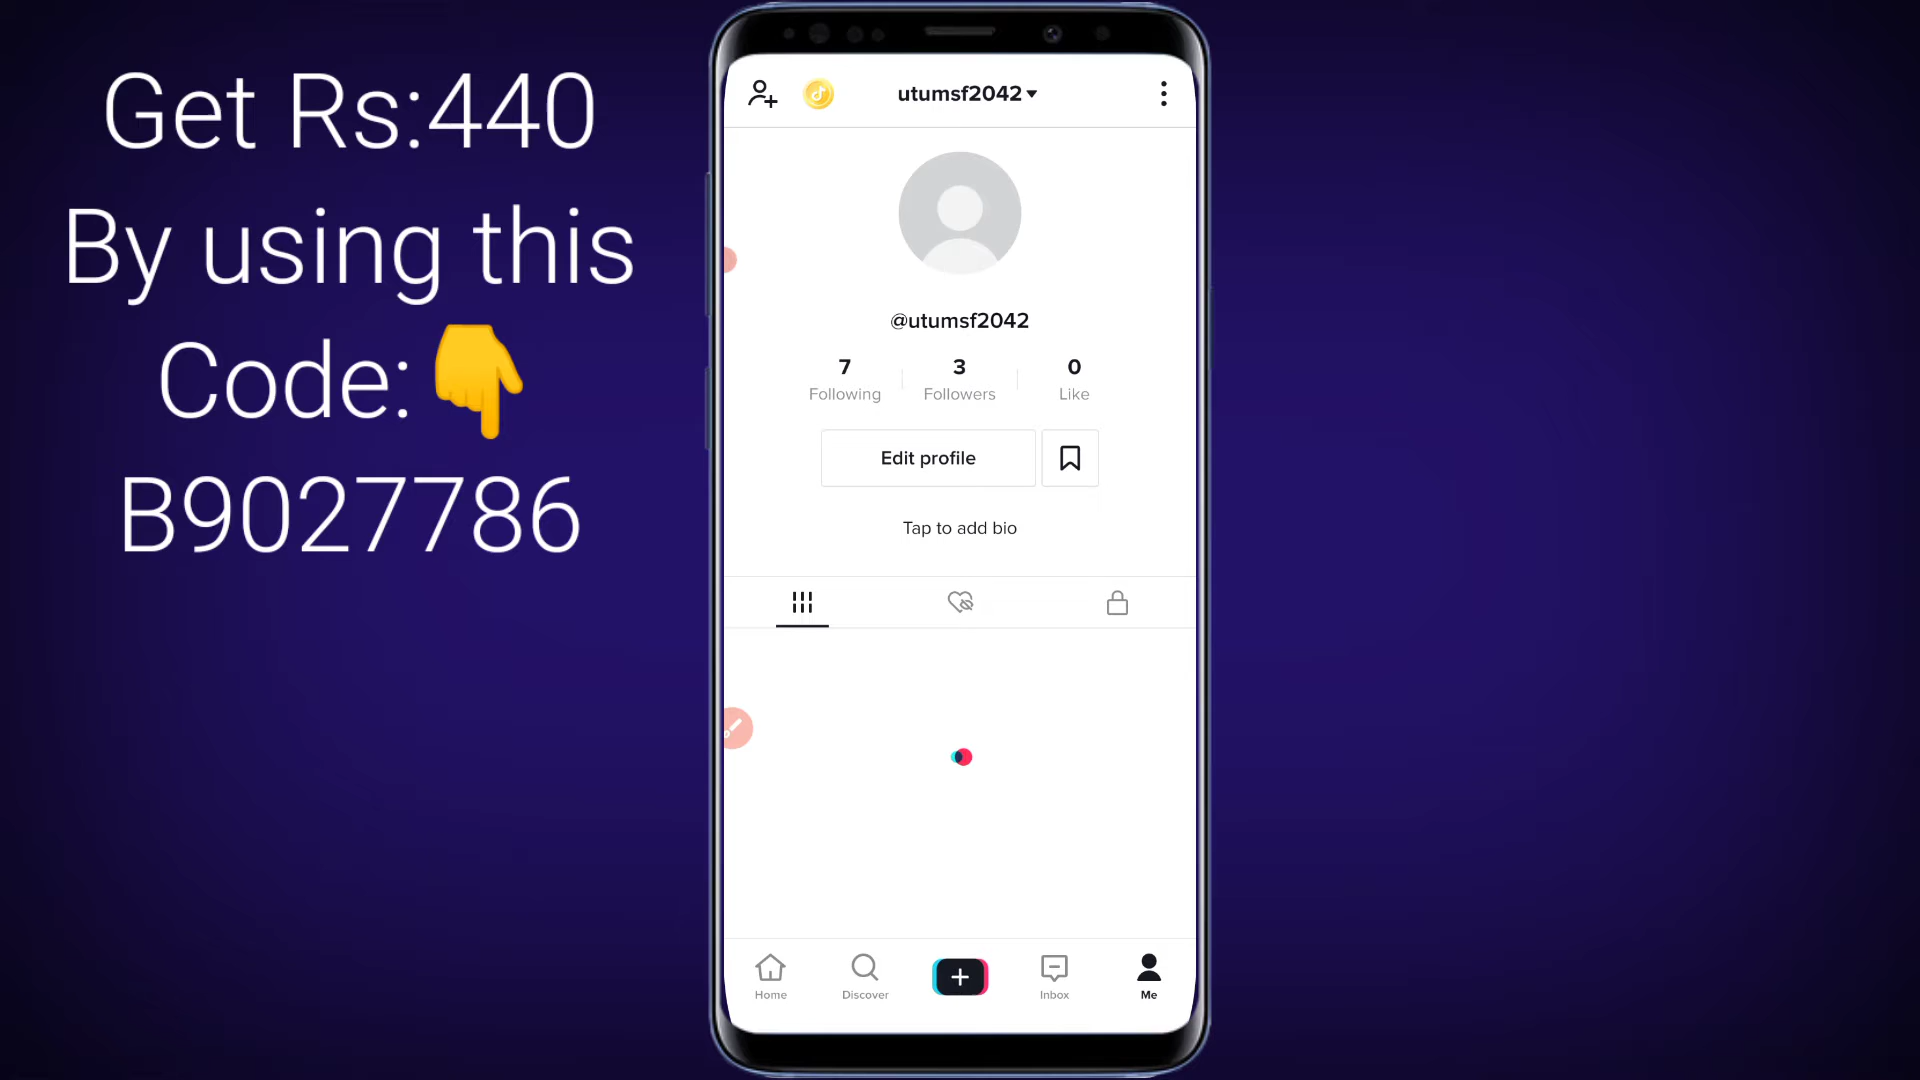 Get Rs:440
By using this
Code:👇
B9027786
utumsf2042
@utumsf2042
7 3 0
Following Followers Like
Edit profile
Tap to add bio
Home Discover Inbox Me